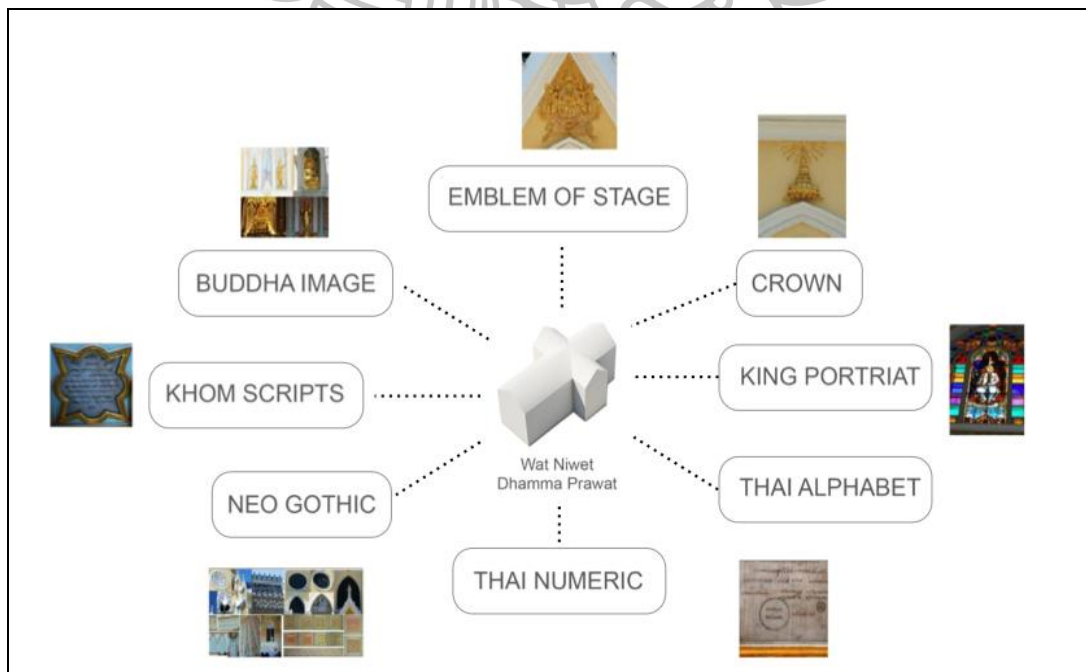 EMBLEM OF STAGE
BUDDHA IMAGE
CROWN
KHOM SCRIPTS
KING PORTRIAT
NEO GOTHIC
THAI ALPHABET
Wat Niwet
Dhamma Prawat
THAI NUMERIC